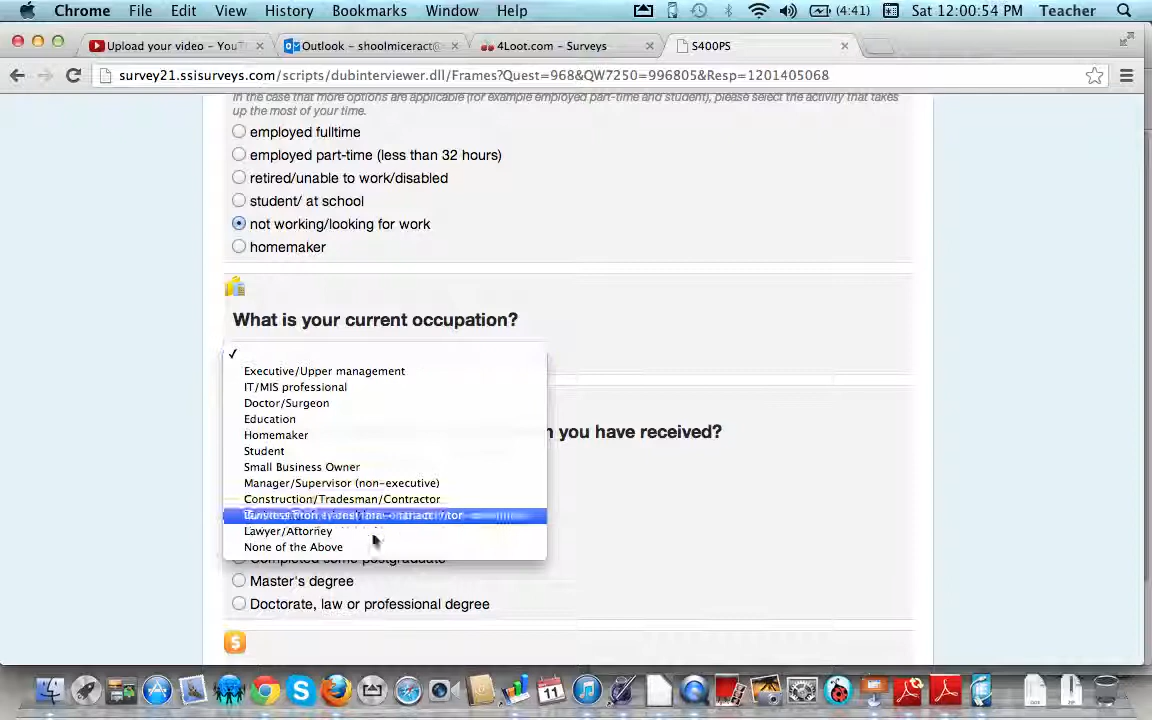 Chrome File Edit View History Bookmarks Window Help (4:41) Sat 12:00:54 PM Teacher
Upload your video - YouT Outlook - shoolmiceract@ 4Loot.com - Surveys S400PS
survey21.ssisurveys.com/scripts/dubinterviewer.dll/Frames?Quest=968&QW7250=996805&Resp=1201405068
In the case that more options are applicable (for example employed part-time and student), please select the activity that takes
up the most of your time.
employed fulltime
employed part-time (less than 32 hours)
retired/unable to work/disabled
student/ at school
not working/looking for work
homemaker
What is your current occupation?
Executive/Upper management
IT/MIS professional
Doctor/Surgeon
Education
Homemaker
n you have received?
Student
Small Business Owner
Manager/Supervisor (non-executive)
Construction/Tradesman/Contractor
Lawyer/Attorney
None of the Above
Completed some postgraduate
Master's degree
Doctorate, law or professional degree
$
11